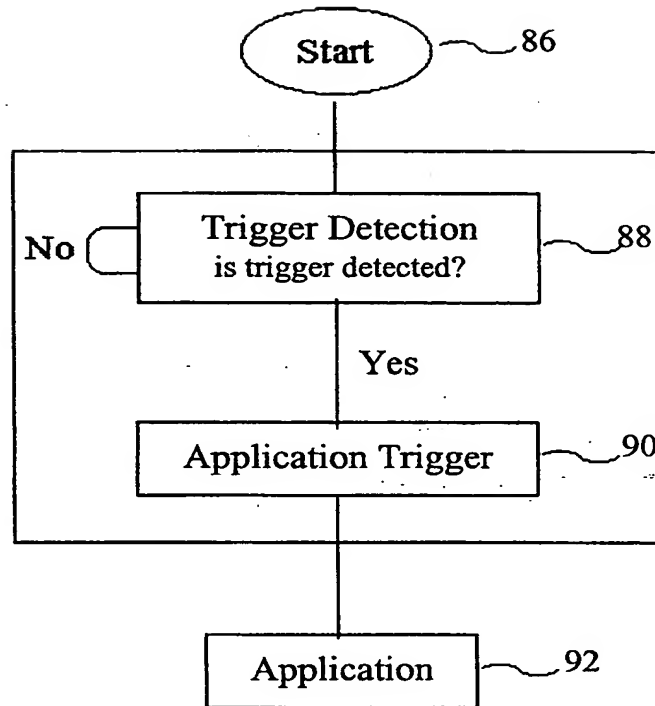 Start
86
Trigger Detection
is trigger detected?
88
No
Yes
Application Trigger
90
Application
92